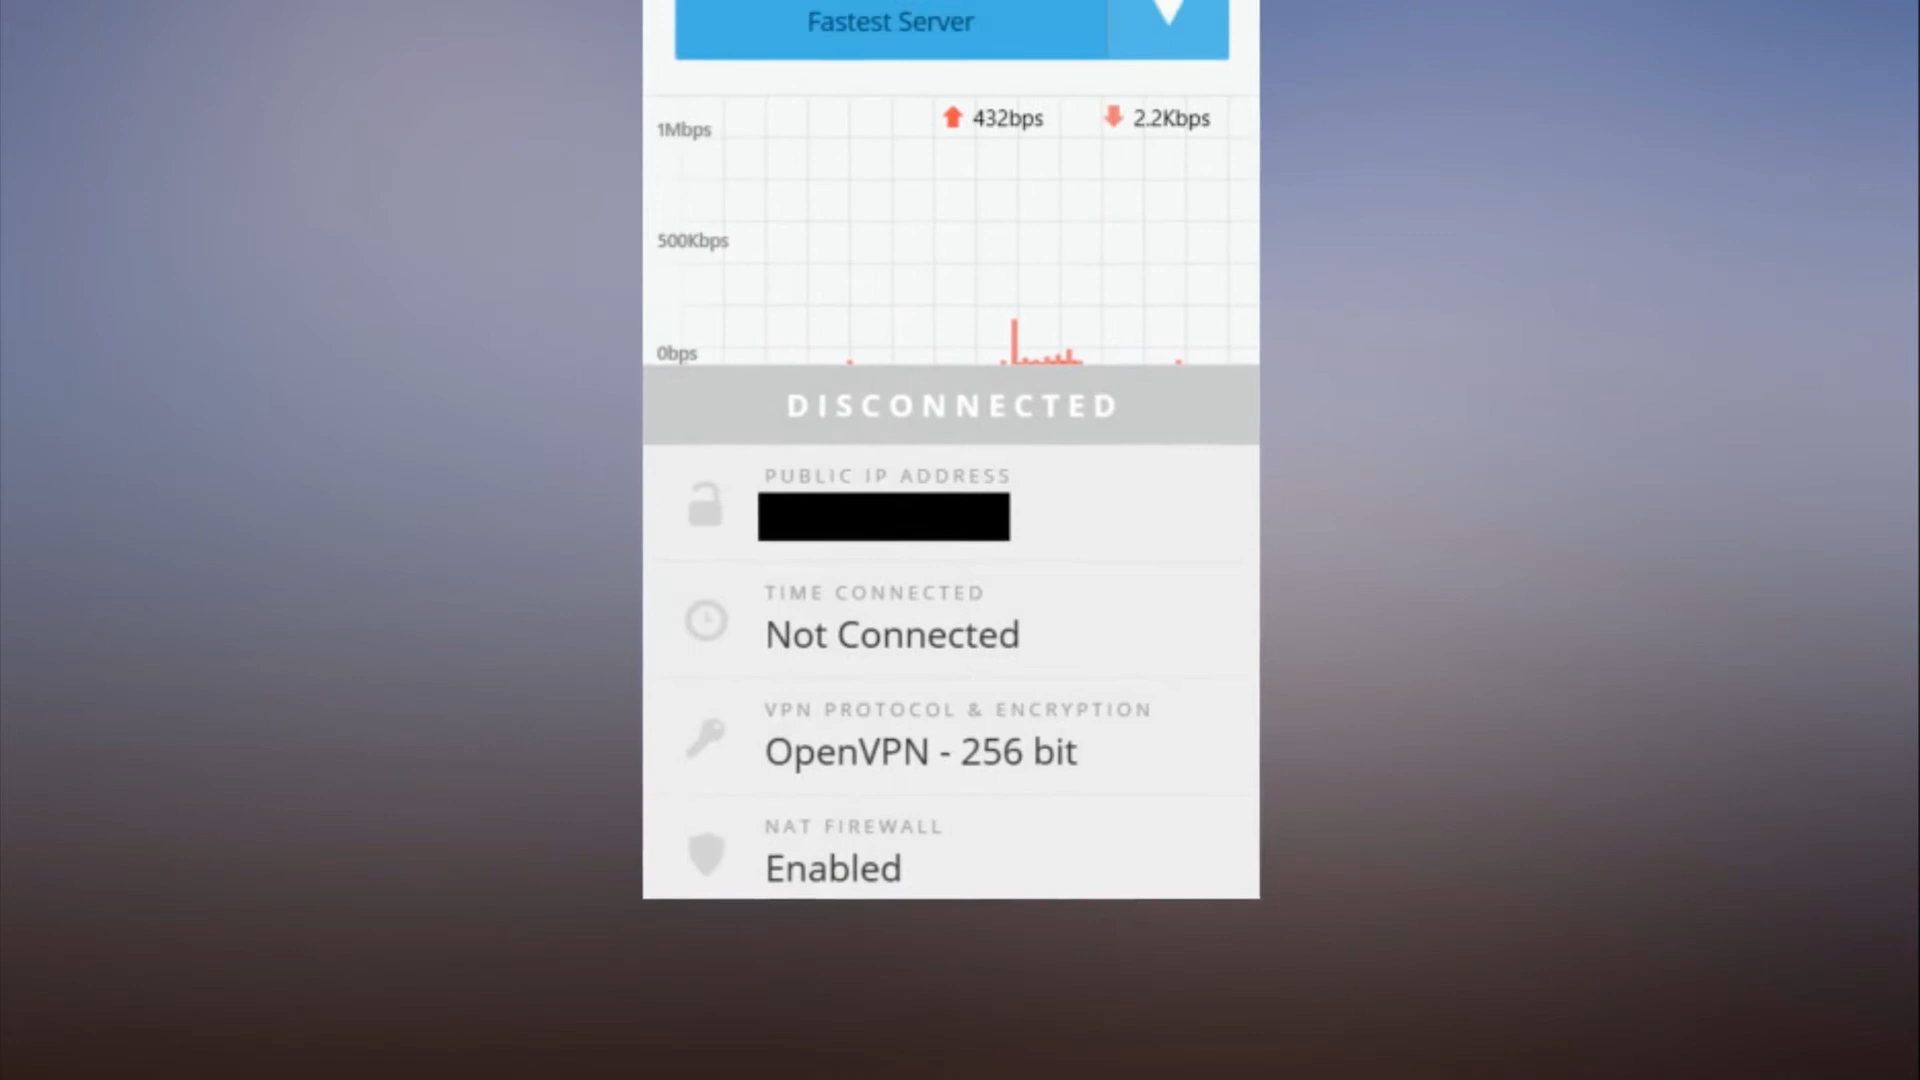 Fastest Server
432bps 2.2Kbps
1Mbps
500Kbps
0bps
DISCONNECTED
PUBLIC IP ADDRESS
TIME CONNECTED
Not Connected
VPN PROTOCOL & ENCRYPTION
OpenVPN - 256 bit
NAT FIREWALL
Enabled